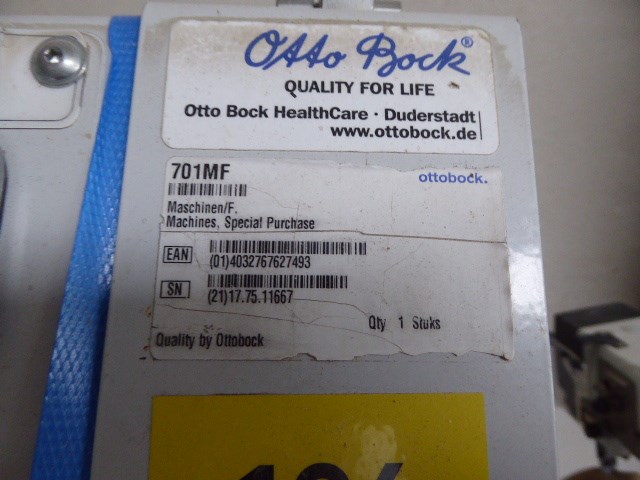 Otto Bock®
QUALITY FOR LIFE
Otto Bock HealthCare · Duderstadt
www.ottobock.de
701MF
ottobock.
Maschinen/F.
Machines, Special Purchase
EAN
(01)4032767627493
SN
(21)17.75.11667
Qty 1 Stuks
Quality by Ottobock